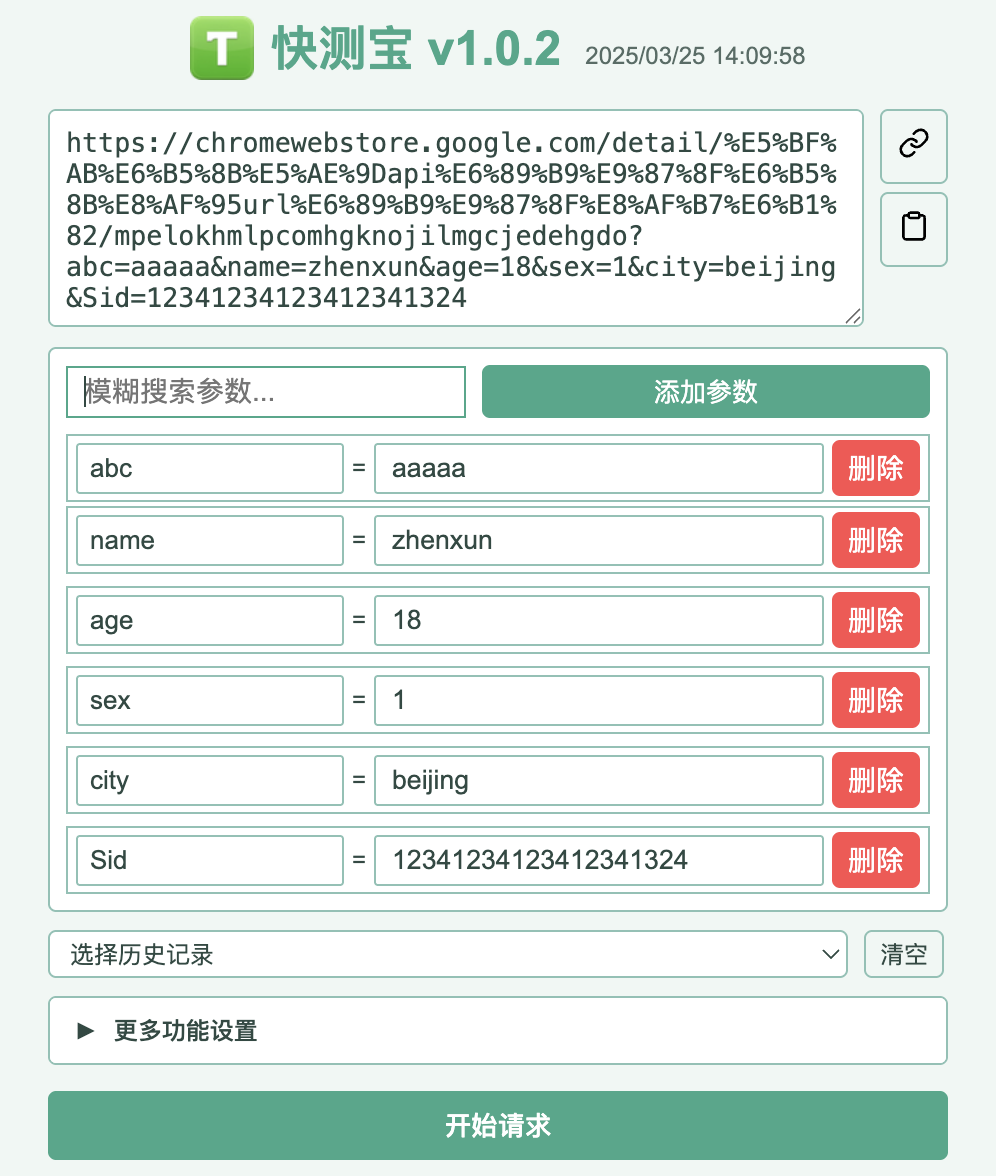 T 快测宝 v1.0.2 2025/03/25 14:09:58
https://chromewebstore.google.com/detail/%E5%BF%
AB%E6%B5%8B%E5%AE%9Dapi%E6%89%B9%E9%87%8F%E6%B5%
8B%E8%AF%95url%E6%89%B9%E9%87%8F%E8%AF%B7%E6%B1%
82/mpelokhmlpcomhgknojilmgcjedehgdo?
abc=aaaaa&name=zhenxun&age=18&sex=1&city=beijing
&Sid=12341234123412341324
模糊搜索参数... 添加参数
abc = aaaaa 删除
name = zhenxun 删除
age = 18 删除
sex = 1 删除
city = beijing 删除
Sid = 12341234123412341324 删除
选择历史记录 清空
▶ 更多功能设置
开始请求